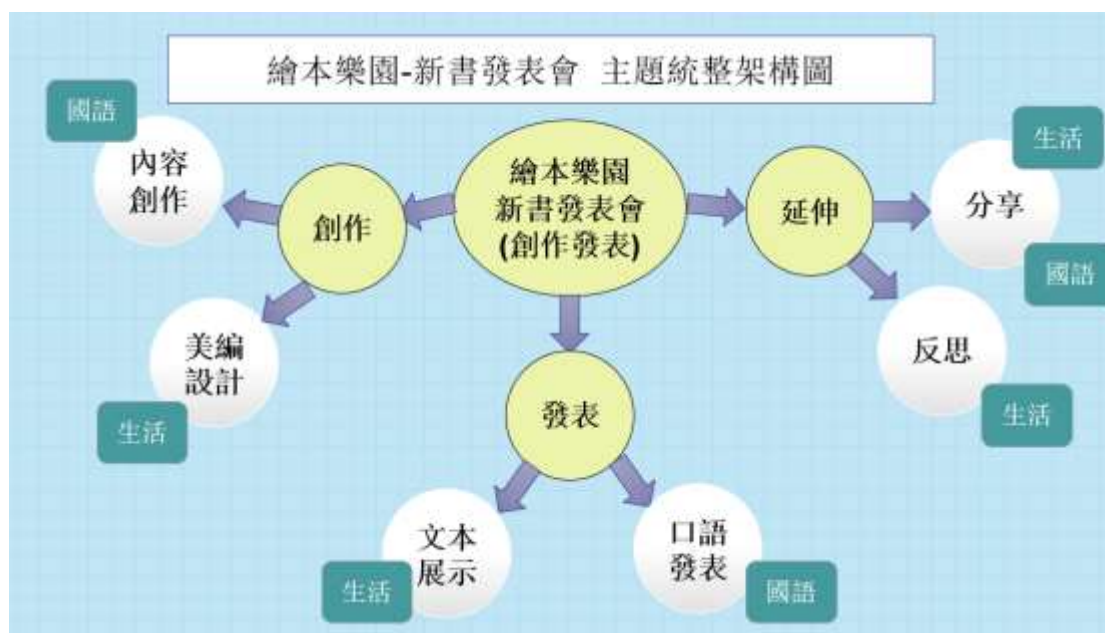 繪本樂園-新書發表會 主題統整架構圖
國語
內容
創作
創作
美編
設計
生活
繪本樂園
新書發表會
(創作發表)
發表
文本
展示
生活
口語
發表
國語
延伸
生活
分享
國語
反思
生活